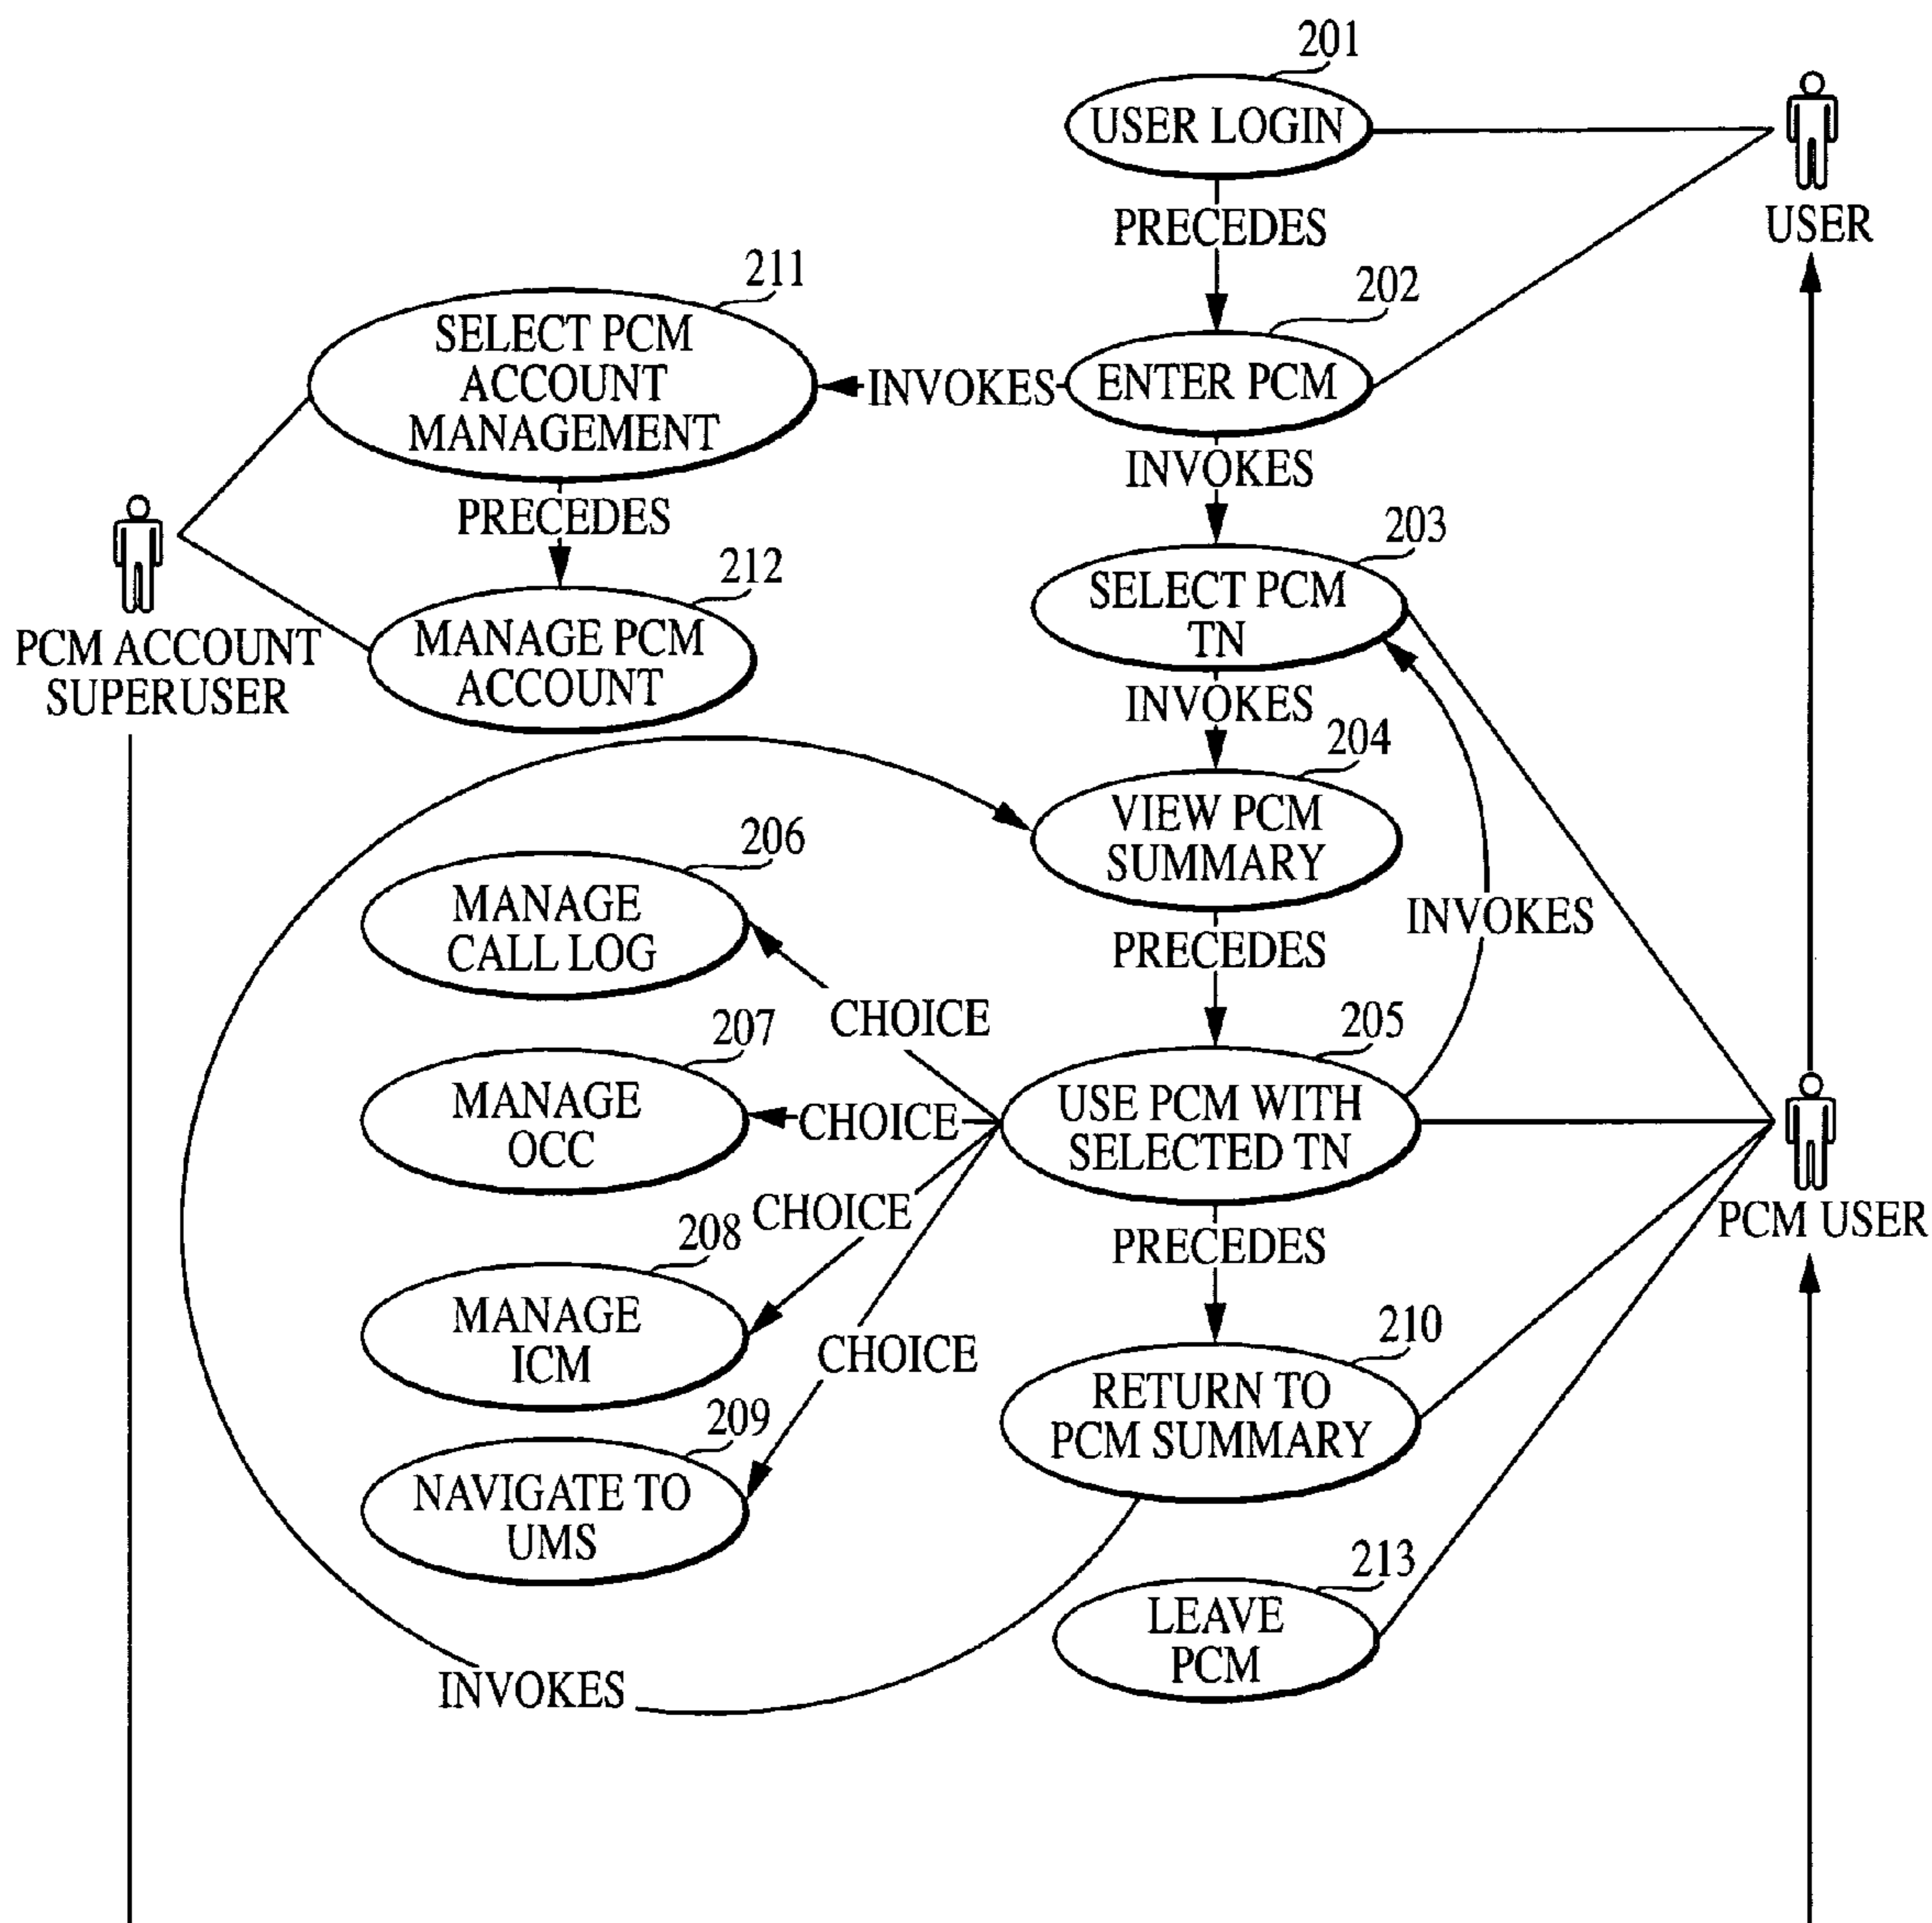 201
USER LOGIN
USER
PRECEDES
211
202
SELECT PCM
ACCOUNT
MANAGEMENT
INVOKES
ENTER PCM
INVOKES
PRECEDES
203
212
SELECT PCM
TN
PCM ACCOUNT
SUPERUSER
MANAGE PCM
ACCOUNT
INVOKES
204
VIEW PCM
SUMMARY
206
MANAGE
CALL LOG
INVOKES
PRECEDES
CHOICE
205
207
MANAGE
OCC
CHOICE
USE PCM WITH
SELECTED TN
PCM USER
CHOICE
PRECEDES
208
MANAGE
ICM
CHOICE
210
RETURN TO
PCM SUMMARY
209
NAVIGATE TO
UMS
213
LEAVE
PCM
INVOKES